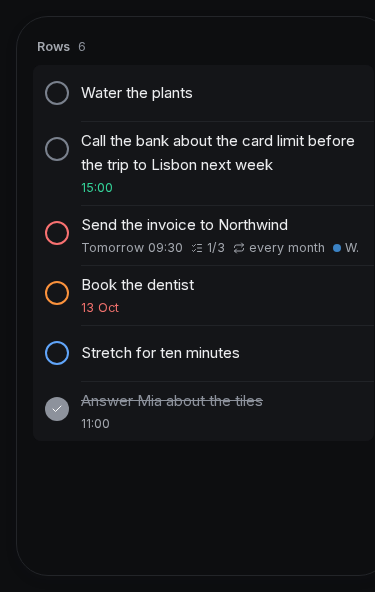 Rows 6
Water the plants
Call the bank about the card limit before
the trip to Lisbon next week
15:00
Send the invoice to Northwind
Tomorrow 09:30 1/3 every month W.
Book the dentist
13 Oct
Stretch for ten minutes
Answer Mia about the tiles
11:00